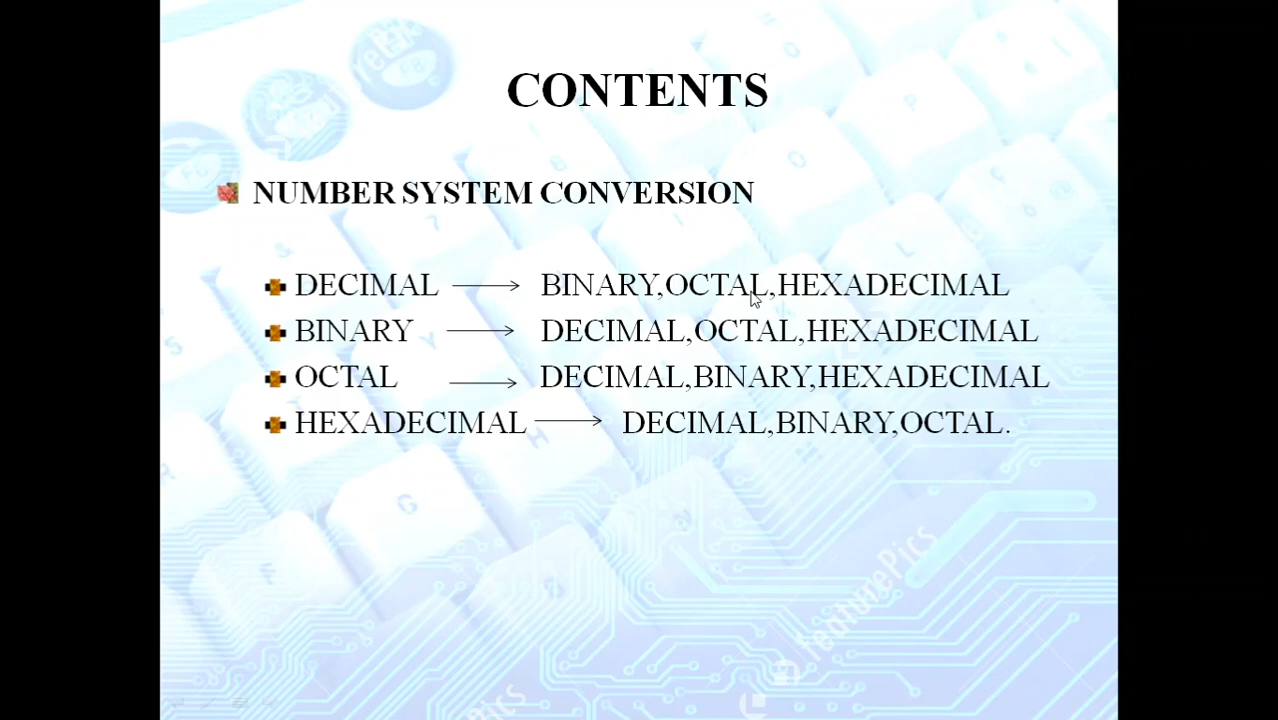 CONTENTS
NUMBER SYSTEM CONVERSION
DECIMAL → BINARY,OCTAL,HEXADECIMAL
BINARY → DECIMAL,OCTAL,HEXADECIMAL
OCTAL → DECIMAL,BINARY,HEXADECIMAL
HEXADECIMAL → DECIMAL,BINARY,OCTAL.
featurePics